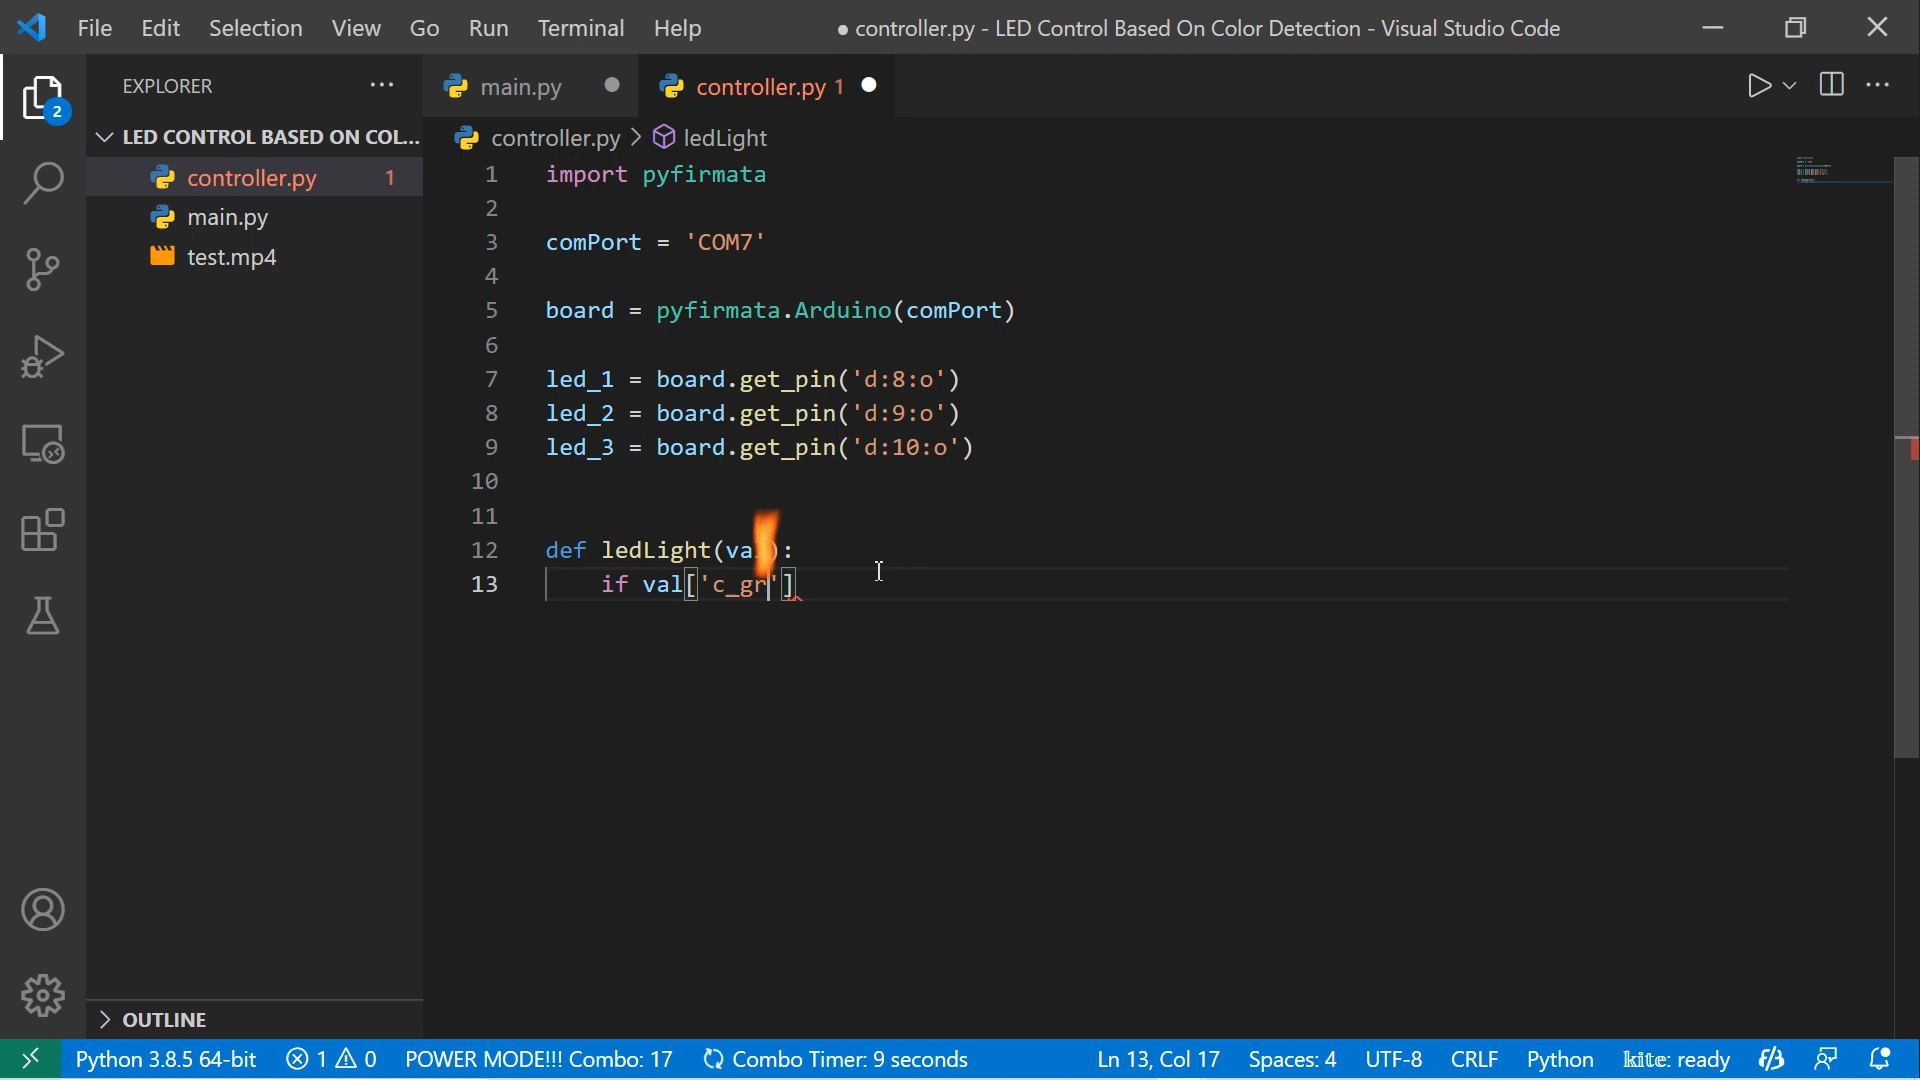 File Edit Selection View Go Run Terminal Help
● controller.py - LED Control Based On Color Detection - Visual Studio Code
2
EXPLORER
LED CONTROL BASED ON COL...
controller.py 1
main.py
test.mp4
OUTLINE
main.py
controller.py 1
controller.py > ledLight
1 import pyfirmata
2
3 comPort = 'COM7'
4
5 board = pyfirmata.Arduino(comPort)
6
7 led_1 = board.get_pin('d:8:o')
8 led_2 = board.get_pin('d:9:o')
9 led_3 = board.get_pin('d:10:o')
10
11
12 def ledLight(val):
13 if val['c_gr']
Python 3.8.5 64-bit 1 0 POWER MODE!!! Combo: 17 Combo Timer: 9 seconds Ln 13, Col 17 Spaces: 4 UTF-8 CRLF Python kite: ready